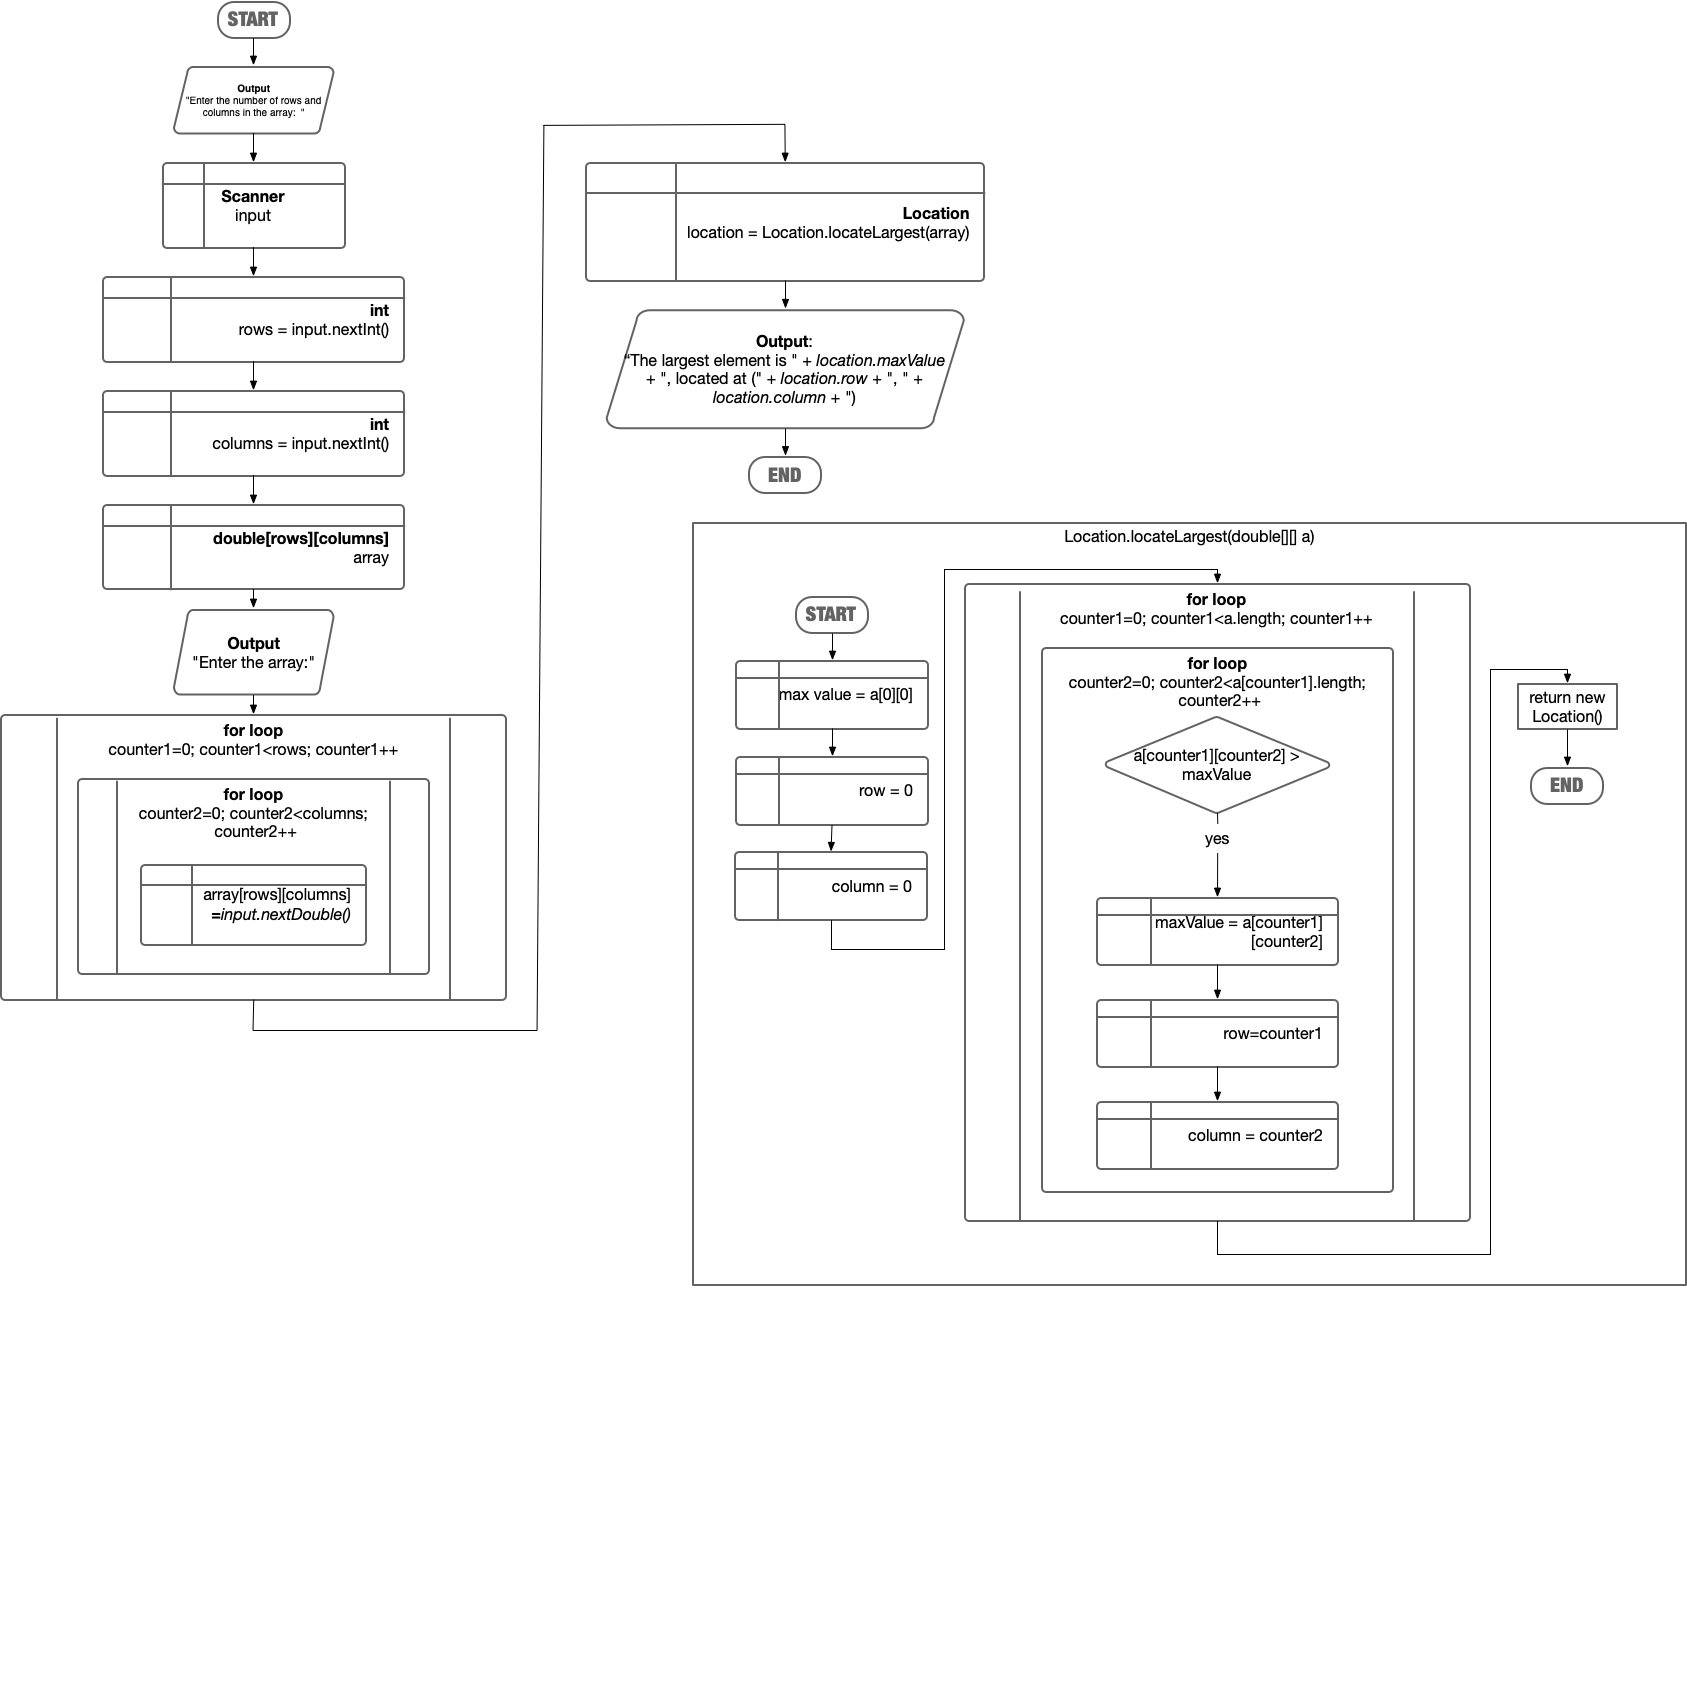 START
Output
"Enter the number of rows and
columns in the array:  "
Scanner
input
int
rows = input.nextInt()
int
columns = input.nextInt()
double[rows][columns]
array
Output
"Enter the array:"
for loop
counter1=0; counter1<rows; counter1++
for loop
counter2=0; counter2<columns;
counter2++
array[rows][columns]
=input.nextDouble()
Location
location = Location.locateLargest(array)
Output:
"The largest element is " + location.maxValue
+ ", located at (" + location.row + ", " +
location.column + ")
END
Location.locateLargest(double[][] a)
START
max value = a[0][0]
row = 0
column = 0
for loop
counter1=0; counter1<a.length; counter1++
for loop
counter2=0; counter2<a[counter1].length;
counter2++
a[counter1][counter2] >
maxValue
yes
maxValue = a[counter1]
[counter2]
row=counter1
column = counter2
return new
Location()
END